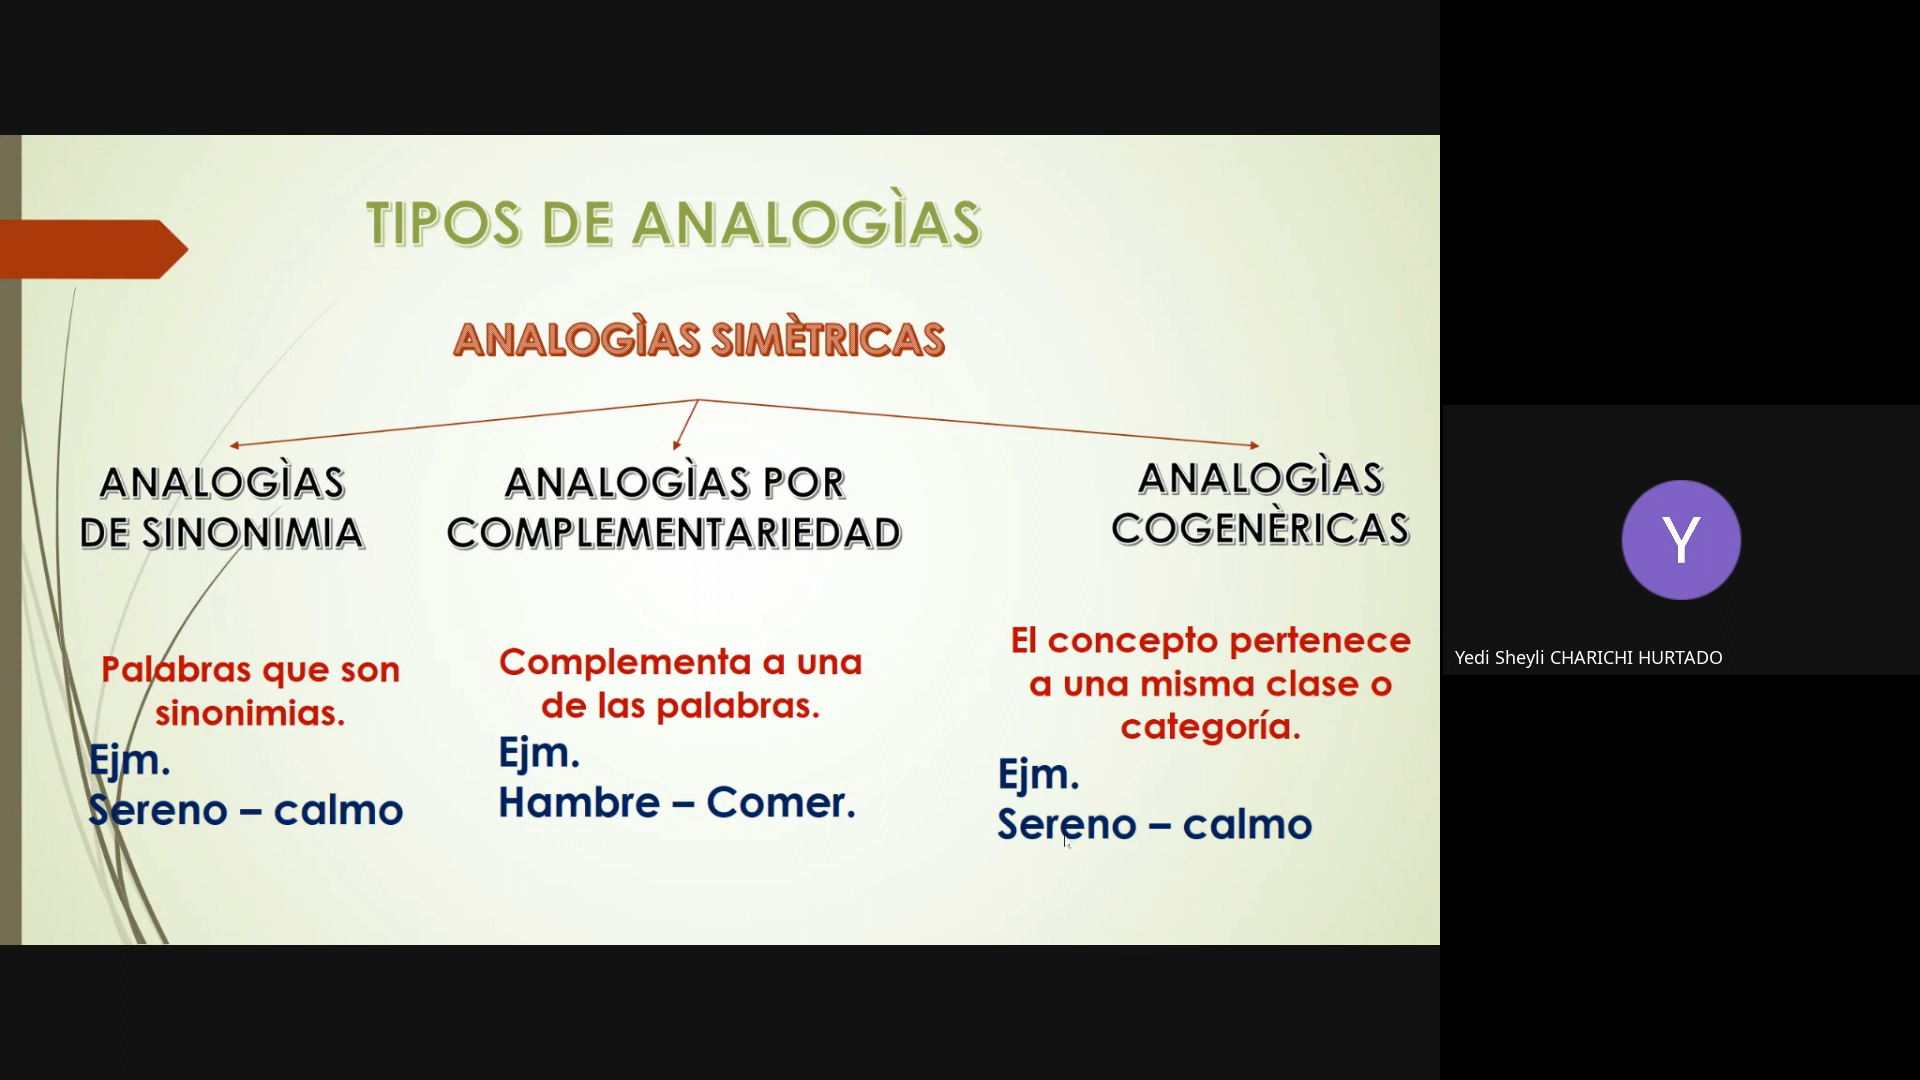 TIPOS DE ANALOGÌAS
ANALOGÌAS SIMÈTRICAS
ANALOGÌAS
DE SINONIMIA
Palabras que son
sinonimias.
Ejm.
Sereno – calmo
ANALOGÌAS POR
COMPLEMENTARIEDAD
Complementa a una
de las palabras.
Ejm.
Hambre – Comer.
ANALOGÌAS
COGENÈRICAS
El concepto pertenece
a una misma clase o
categoría.
Ejm.
Sereno – calmo
Y
Yedi Sheyli CHARICHI HURTADO